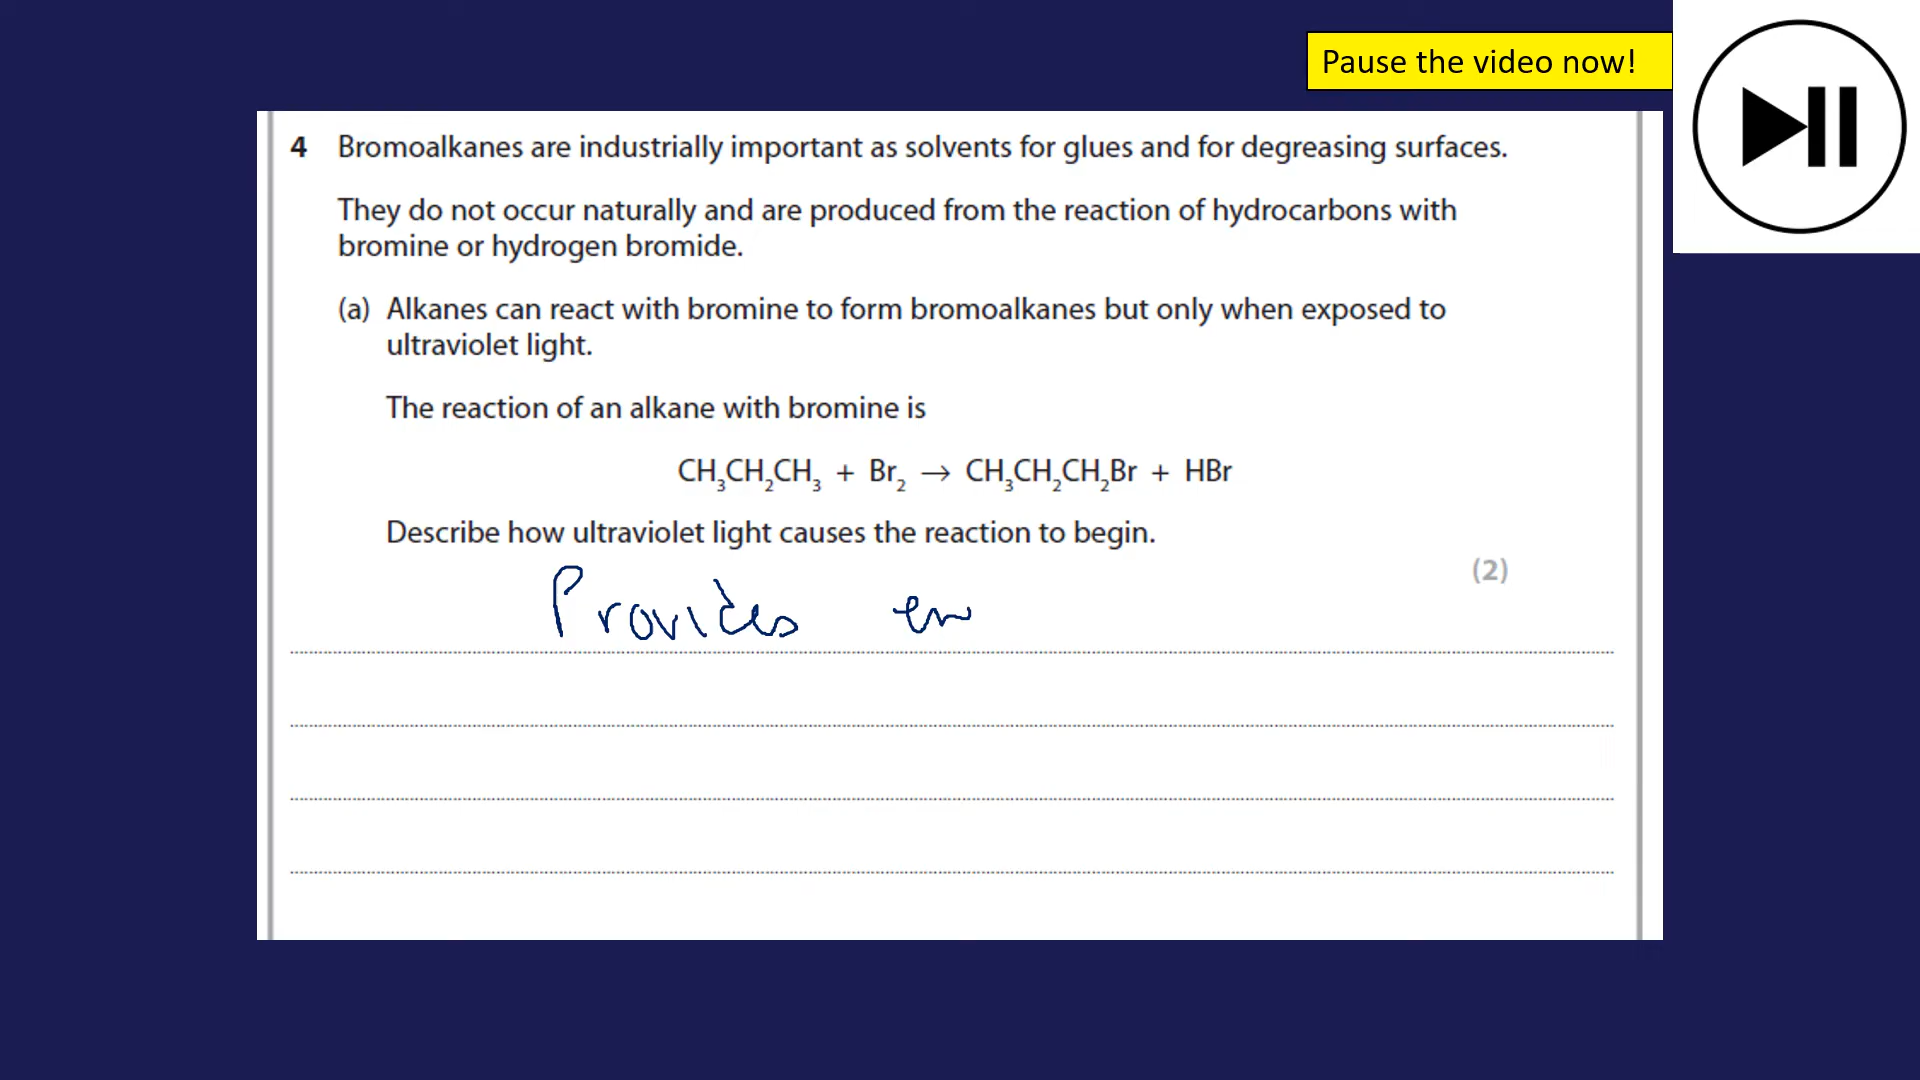 Pause the video now!
4 Bromoalkanes are industrially important as solvents for glues and for degreasing surfaces.
They do not occur naturally and are produced from the reaction of hydrocarbons with
bromine or hydrogen bromide.
(a) Alkanes can react with bromine to form bromoalkanes but only when exposed to
ultraviolet light.
The reaction of an alkane with bromine is
CH₃CH₂CH₃ + Br₂ → CH₃CH₂CH₂Br + HBr
Describe how ultraviolet light causes the reaction to begin.
(2)
Provides en